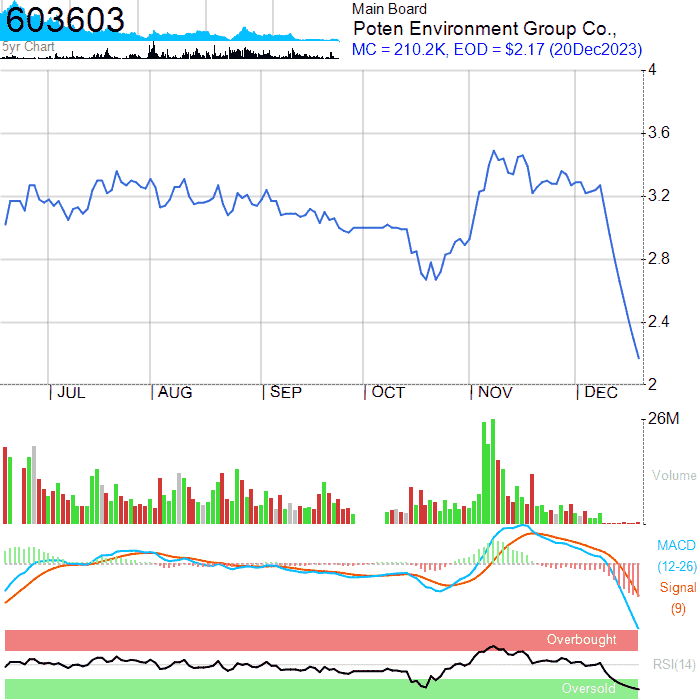 603603
5yr Chart
Main Board
Poten Environment Group Co.,
MC = 210.2K, EOD = $2.17 (20Dec2023)
4
3.6
3.2
2.8
2.4
2
JUL AUG SEP OCT NOV DEC
26M
Volume
MACD
(12-26)
Signal
(9)
Overbought
RSI(14)
Oversold